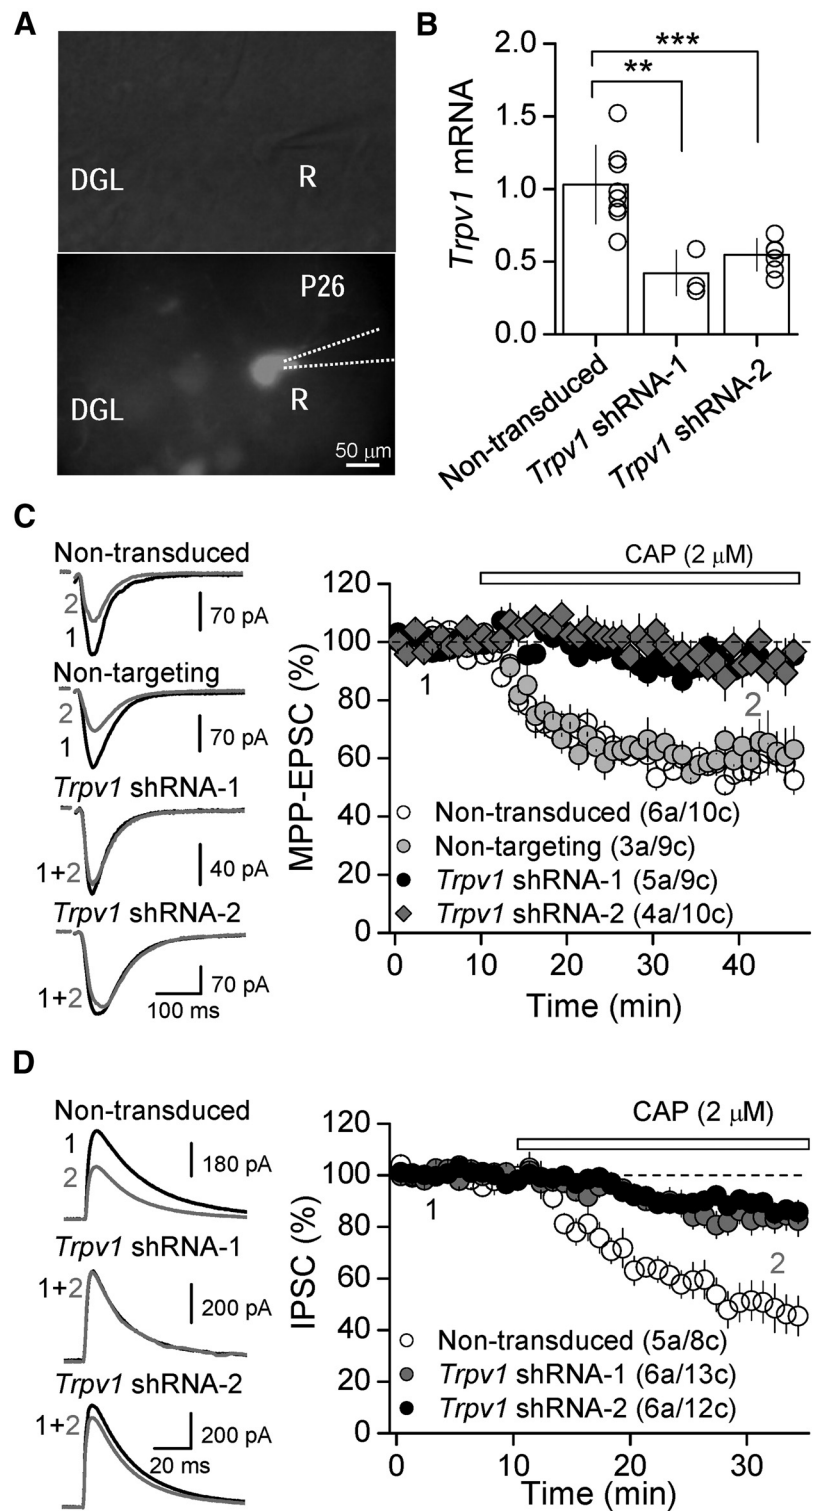 A
DGL
R
P26
DGL
R
50 µm
B
Trpv1 mRNA
2.0
1.5
1.0
0.5
0.0
***
**
Non-transduced
Trpv1 shRNA-1
Trpv1 shRNA-2
C
Non-transduced
2
1
70 pA
Non-targeting
2
1
70 pA
Trpv1 shRNA-1
1+2
40 pA
Trpv1 shRNA-2
1+2
70 pA
100 ms
CAP (2 µM)
MPP-EPSC (%)
120
100
80
60
40
20
0
1
2
Non-transduced (6a/10c)
Non-targeting (3a/9c)
Trpv1 shRNA-1 (5a/9c)
Trpv1 shRNA-2 (4a/10c)
0 10 20 30 40
Time (min)
D
Non-transduced
1
2
180 pA
Trpv1 shRNA-1
1+2
200 pA
Trpv1 shRNA-2
1+2
200 pA
20 ms
CAP (2 µM)
IPSC (%)
120
100
80
60
40
20
0
1
2
Non-transduced (5a/8c)
Trpv1 shRNA-1 (6a/13c)
Trpv1 shRNA-2 (6a/12c)
0 10 20 30
Time (min)